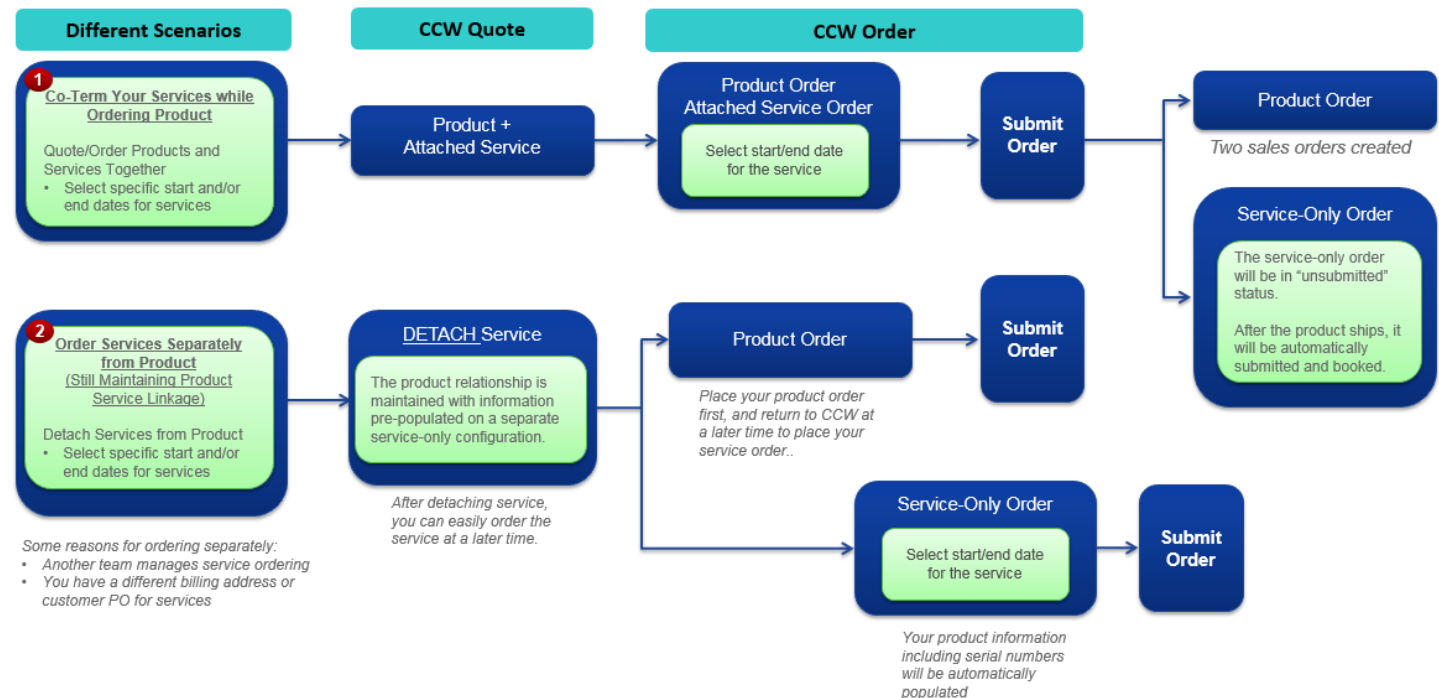 Different Scenarios
CCW Quote
CCW Order
1
Co-Term Your Services while
Ordering Product
Quote/Order Products and
Services Together
• Select specific start and/or
end dates for services
Product +
Attached Service
Product Order
Attached Service Order
Select start/end date
for the service
Submit
Order
Product Order
Two sales orders created
Service-Only Order
The service-only order
will be in “unsubmitted”
status.
After the product ships, it
will be automatically
submitted and booked.
2
Order Services Separately
from Product
(Still Maintaining Product
Service Linkage)
Detach Services from Product
• Select specific start and/or
end dates for services
Some reasons for ordering separately:
• Another team manages service ordering
• You have a different billing address or
customer PO for services
DETACH Service
The product relationship is
maintained with information
pre-populated on a separate
service-only configuration.
After detaching service,
you can easily order the
service at a later time.
Product Order
Place your product order
first, and return to CCW at
a later time to place your
service order..
Submit
Order
Service-Only Order
Select start/end date
for the service
Your product information
including serial numbers
will be automatically
populated
Submit
Order